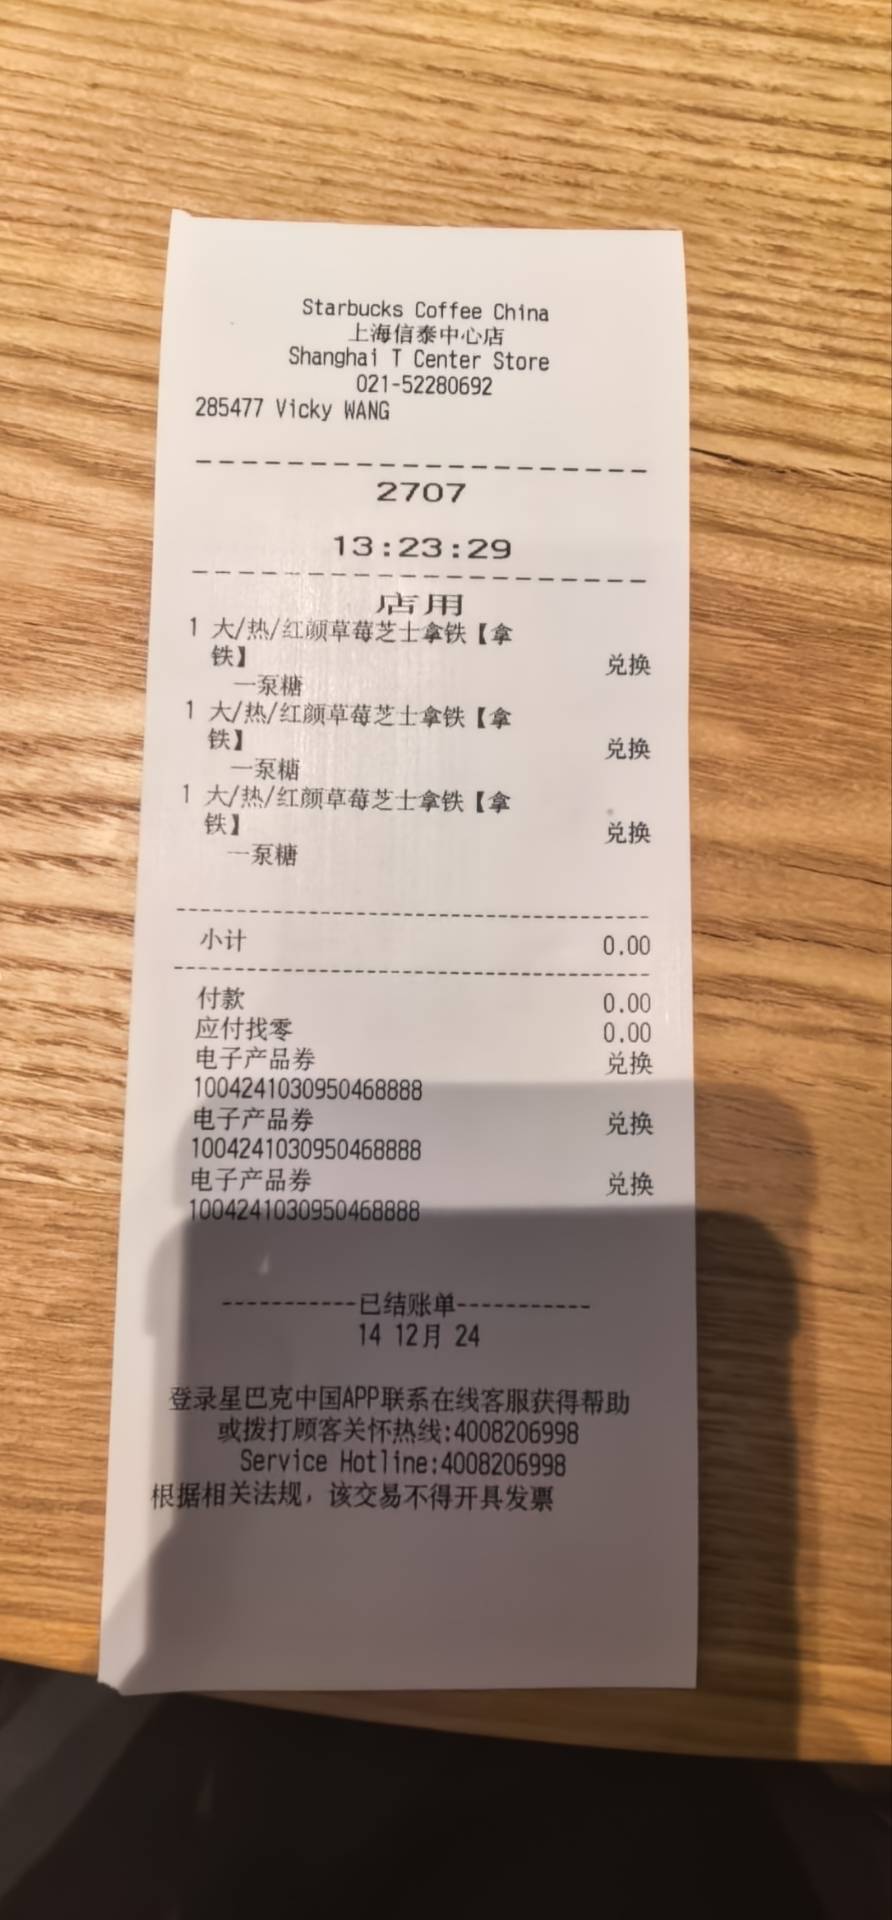 Starbucks Coffee China
上海信泰中心店
Shanghai T Center Store
021-52280692
285477 Vicky WANG
2707
13:23:29
店用
1 大/热/红颜草莓芝士拿铁【拿
铁】 兑换
一泵糖
1 大/热/红颜草莓芝士拿铁【拿
铁】 兑换
一泵糖
1 大/热/红颜草莓芝士拿铁【拿
铁】 兑换
一泵糖
小计 0.00
付款 0.00
应付找零 0.00
电子产品券 兑换
1004241030950468888
电子产品券 兑换
1004241030950468888
电子产品券 兑换
1004241030950468888
-----------已结账单-----------
14 12月 24
登录星巴克中国APP联系在线客服获得帮助
或拨打顾客关怀热线:4008206998
Service Hotline:4008206998
根据相关法规，该交易不得开具发票